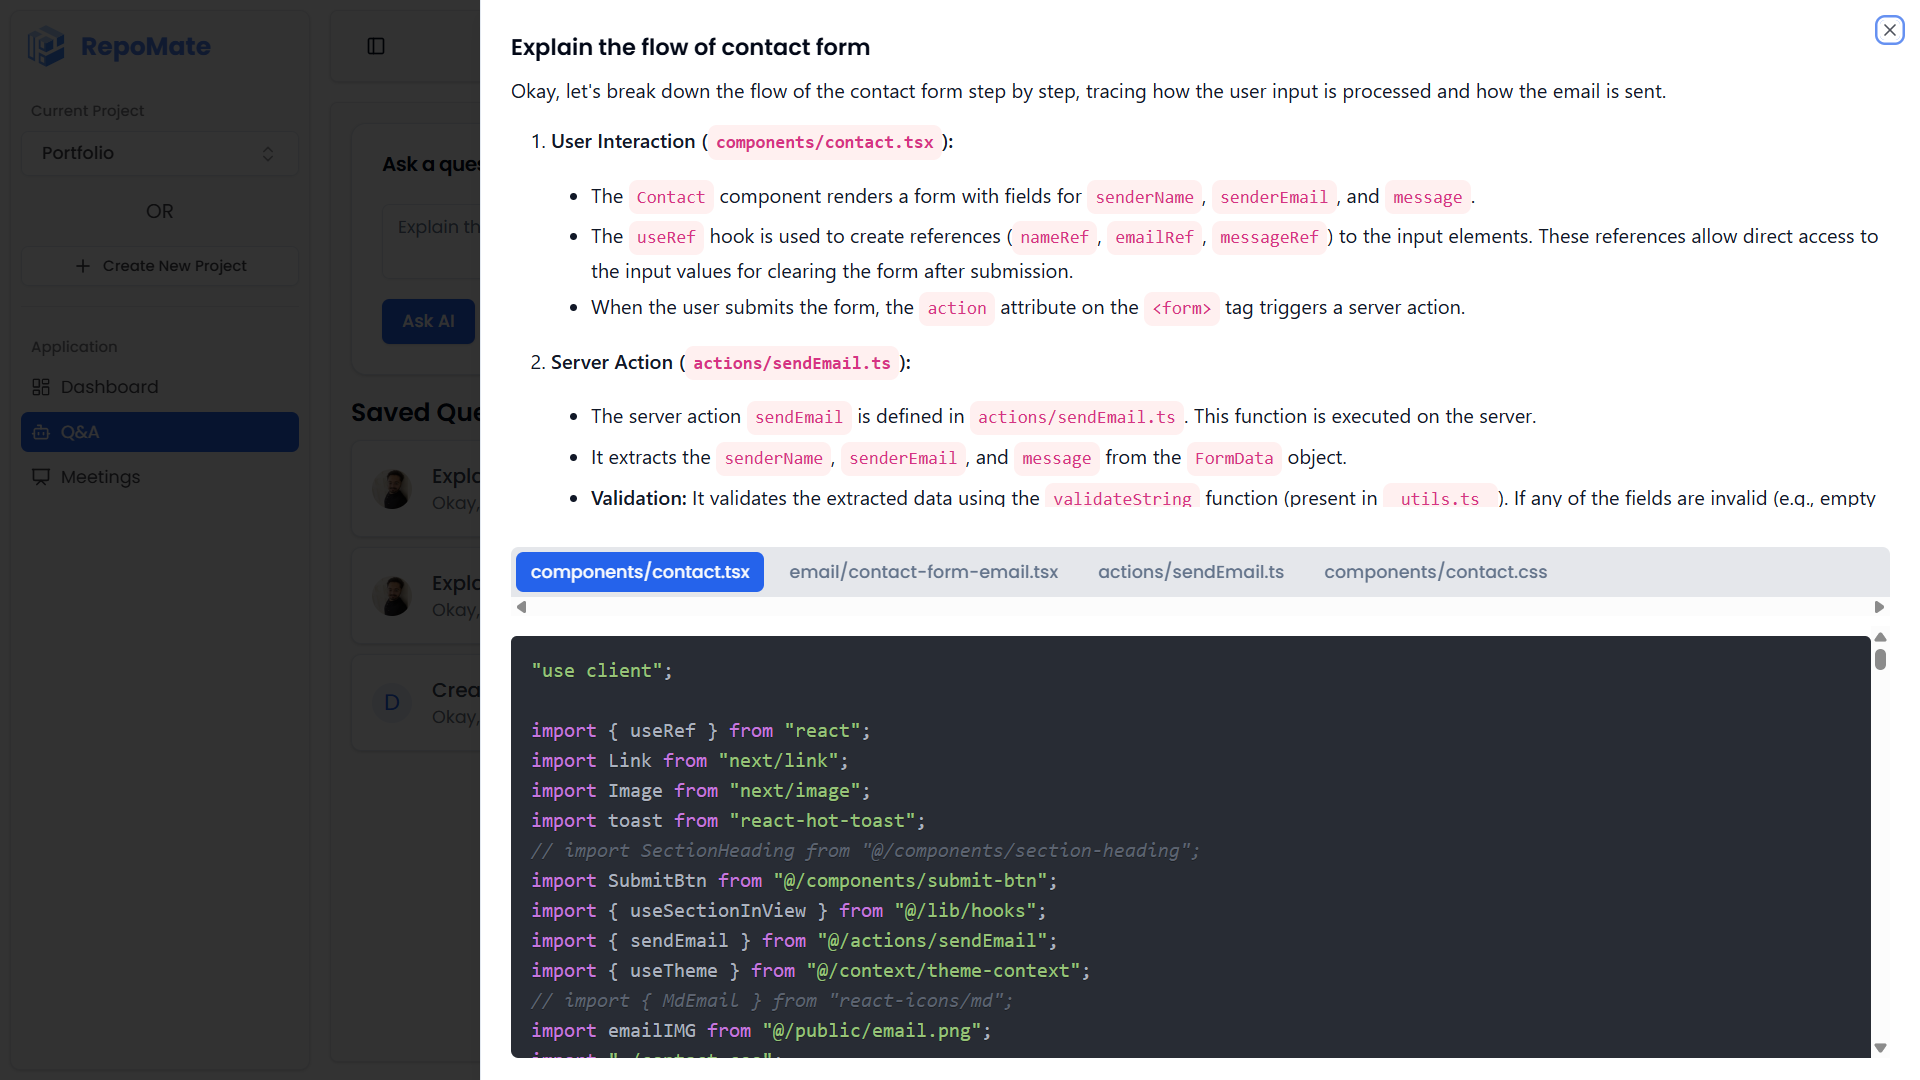 RepoMate
Current Project
Portfolio
OR
Create New Project
Application
Dashboard
Q&A
Meetings
Ask a ques
Explain th
Ask AI
Saved Que
Explo
Okay,
Explo
Okay,
D
Crea
Okay,
Explain the flow of contact form
Okay, let's break down the flow of the contact form step by step, tracing how the user input is processed and how the email is sent.
1. User Interaction ( components/contact.tsx ):
• The Contact component renders a form with fields for senderName , senderEmail , and message .
• The useRef hook is used to create references ( nameRef , emailRef , messageRef ) to the input elements. These references allow direct access to
the input values for clearing the form after submission.
• When the user submits the form, the action attribute on the <form> tag triggers a server action.
2. Server Action ( actions/sendEmail.ts ):
• The server action sendEmail is defined in actions/sendEmail.ts . This function is executed on the server.
• It extracts the senderName , senderEmail , and message from the FormData object.
• Validation: It validates the extracted data using the validateString function (present in utils.ts ). If any of the fields are invalid (e.g., empty
components/contact.tsx
email/contact-form-email.tsx
actions/sendEmail.ts
components/contact.css
"use client";
import { useRef } from "react";
import Link from "next/link";
import Image from "next/image";
import toast from "react-hot-toast";
// import SectionHeading from "@/components/section-heading";
import SubmitBtn from "@/components/submit-btn";
import { useSectionInView } from "@/lib/hooks";
import { sendEmail } from "@/actions/sendEmail";
import { useTheme } from "@/context/theme-context";
// import { MdEmail } from "react-icons/md";
import emailIMG from "@/public/email.png";